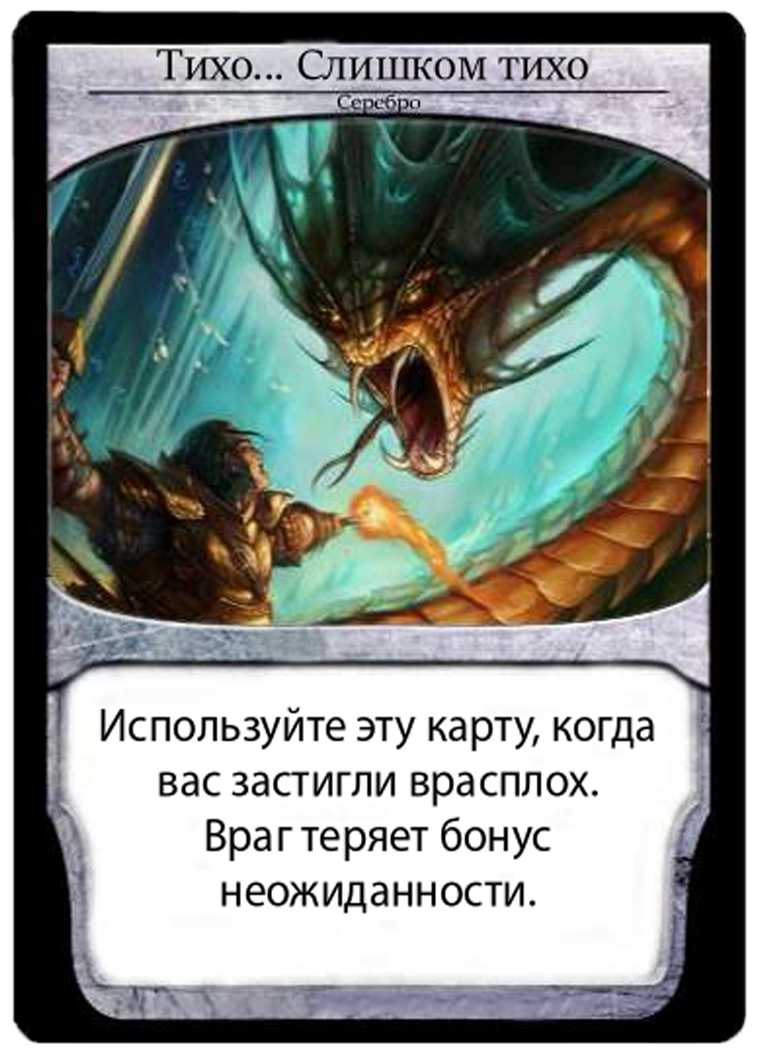 Тихо... Слишком тихо
Серебро
Используйте эту карту, когда
вас застигли врасплох.
Враг теряет бонус
неожиданности.